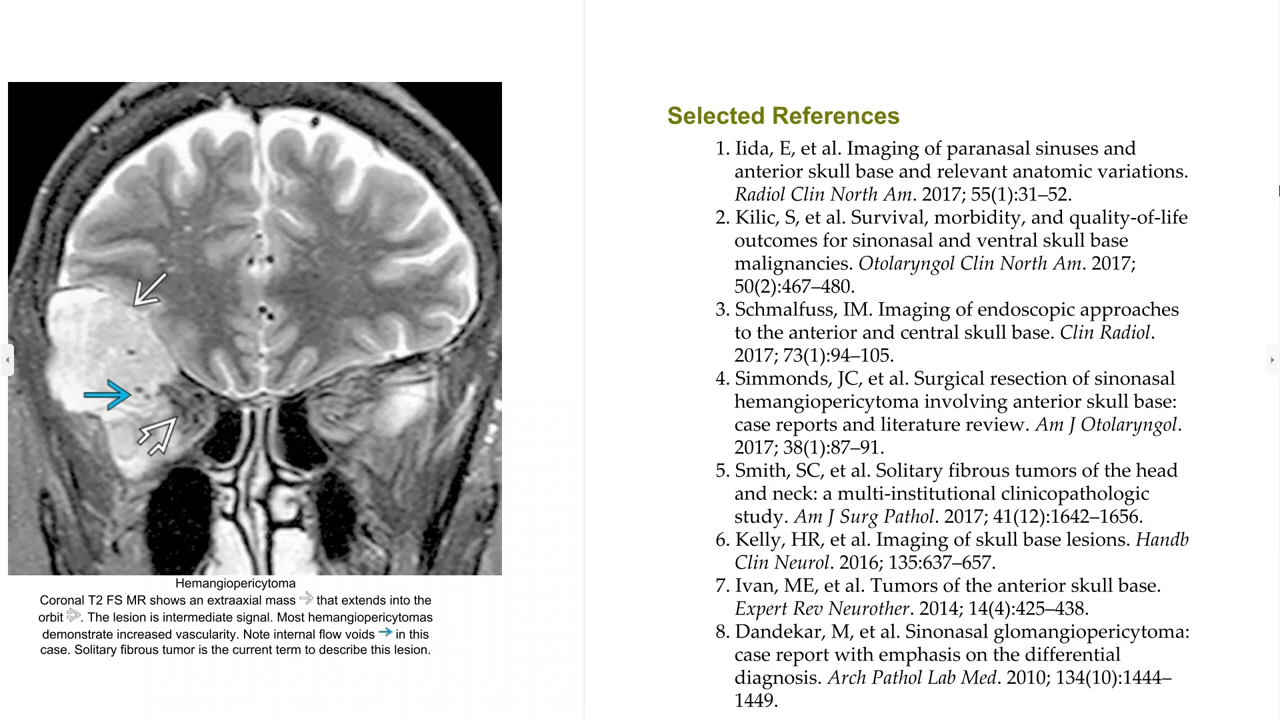 Hemangiopericytoma
Coronal T2 FS MR shows an extraaxial mass that extends into the
orbit . The lesion is intermediate signal. Most hemangiopericytomas
demonstrate increased vascularity. Note internal flow voids in this
case. Solitary fibrous tumor is the current term to describe this lesion.
Selected References
1. Iida, E, et al. Imaging of paranasal sinuses and
anterior skull base and relevant anatomic variations.
Radiol Clin North Am. 2017; 55(1):31–52.
2. Kilic, S, et al. Survival, morbidity, and quality-of-life
outcomes for sinonasal and ventral skull base
malignancies. Otolaryngol Clin North Am. 2017;
50(2):467–480.
3. Schmalfuss, IM. Imaging of endoscopic approaches
to the anterior and central skull base. Clin Radiol.
2017; 73(1):94–105.
4. Simmonds, JC, et al. Surgical resection of sinonasal
hemangiopericytoma involving anterior skull base:
case reports and literature review. Am J Otolaryngol.
2017; 38(1):87–91.
5. Smith, SC, et al. Solitary fibrous tumors of the head
and neck: a multi-institutional clinicopathologic
study. Am J Surg Pathol. 2017; 41(12):1642–1656.
6. Kelly, HR, et al. Imaging of skull base lesions. Handb
Clin Neurol. 2016; 135:637–657.
7. Ivan, ME, et al. Tumors of the anterior skull base.
Expert Rev Neurother. 2014; 14(4):425–438.
8. Dandekar, M, et al. Sinonasal glomangiopericytoma:
case report with emphasis on the differential
diagnosis. Arch Pathol Lab Med. 2010; 134(10):1444–
1449.